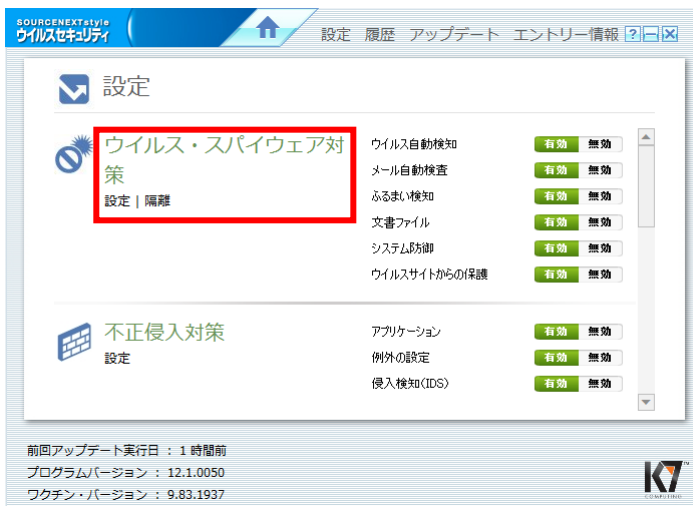 SOURCENEXTstyle
ウイルスセキュリティ
設定 履歴 アップデート エントリー情報 ?
設定
ウイルス・スパイウェア対
策
設定 | 隔離
ウイルス自動検知 有効 無効
メール自動検査 有効 無効
ふるまい検知 有効 無効
文書ファイル 有効 無効
システム防御 有効 無効
ウイルスサイトからの保護 有効 無効
不正侵入対策
設定
アプリケーション 有効 無効
例外の設定 有効 無効
侵入検知(IDS) 有効 無効
前回アップデート実行日 : 1 時間前
プログラムバージョン : 12.1.0050
ワクチン・バージョン : 9.83.1937
K7
COMPUTING